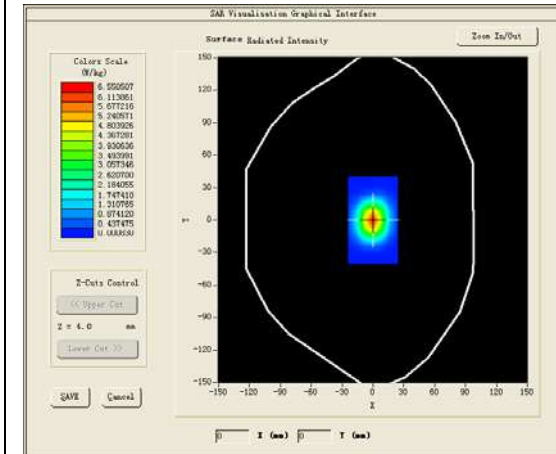 SAR Visualisation Graphical Interface
Surface Radiated Intensity
Zoom In/Out
Colors Scale
(W/kg)
6.550507
6.113861
5.677216
5.240571
4.803926
4.367281
3.930636
3.493991
3.057346
2.620700
2.184055
1.747410
1.310765
0.874120
0.437475
0.000830
150
120
90
60
30
0
-30
-60
-90
-120
-150
Y
-150 -120 -90 -60 -30 0 30 60 90 120 150
X
Z-Cuts Control
<< Upper Cut
Z = 4.0 mm
Lower Cut >>
SAVE Cancel
0 X (mm) 0 Y (mm)